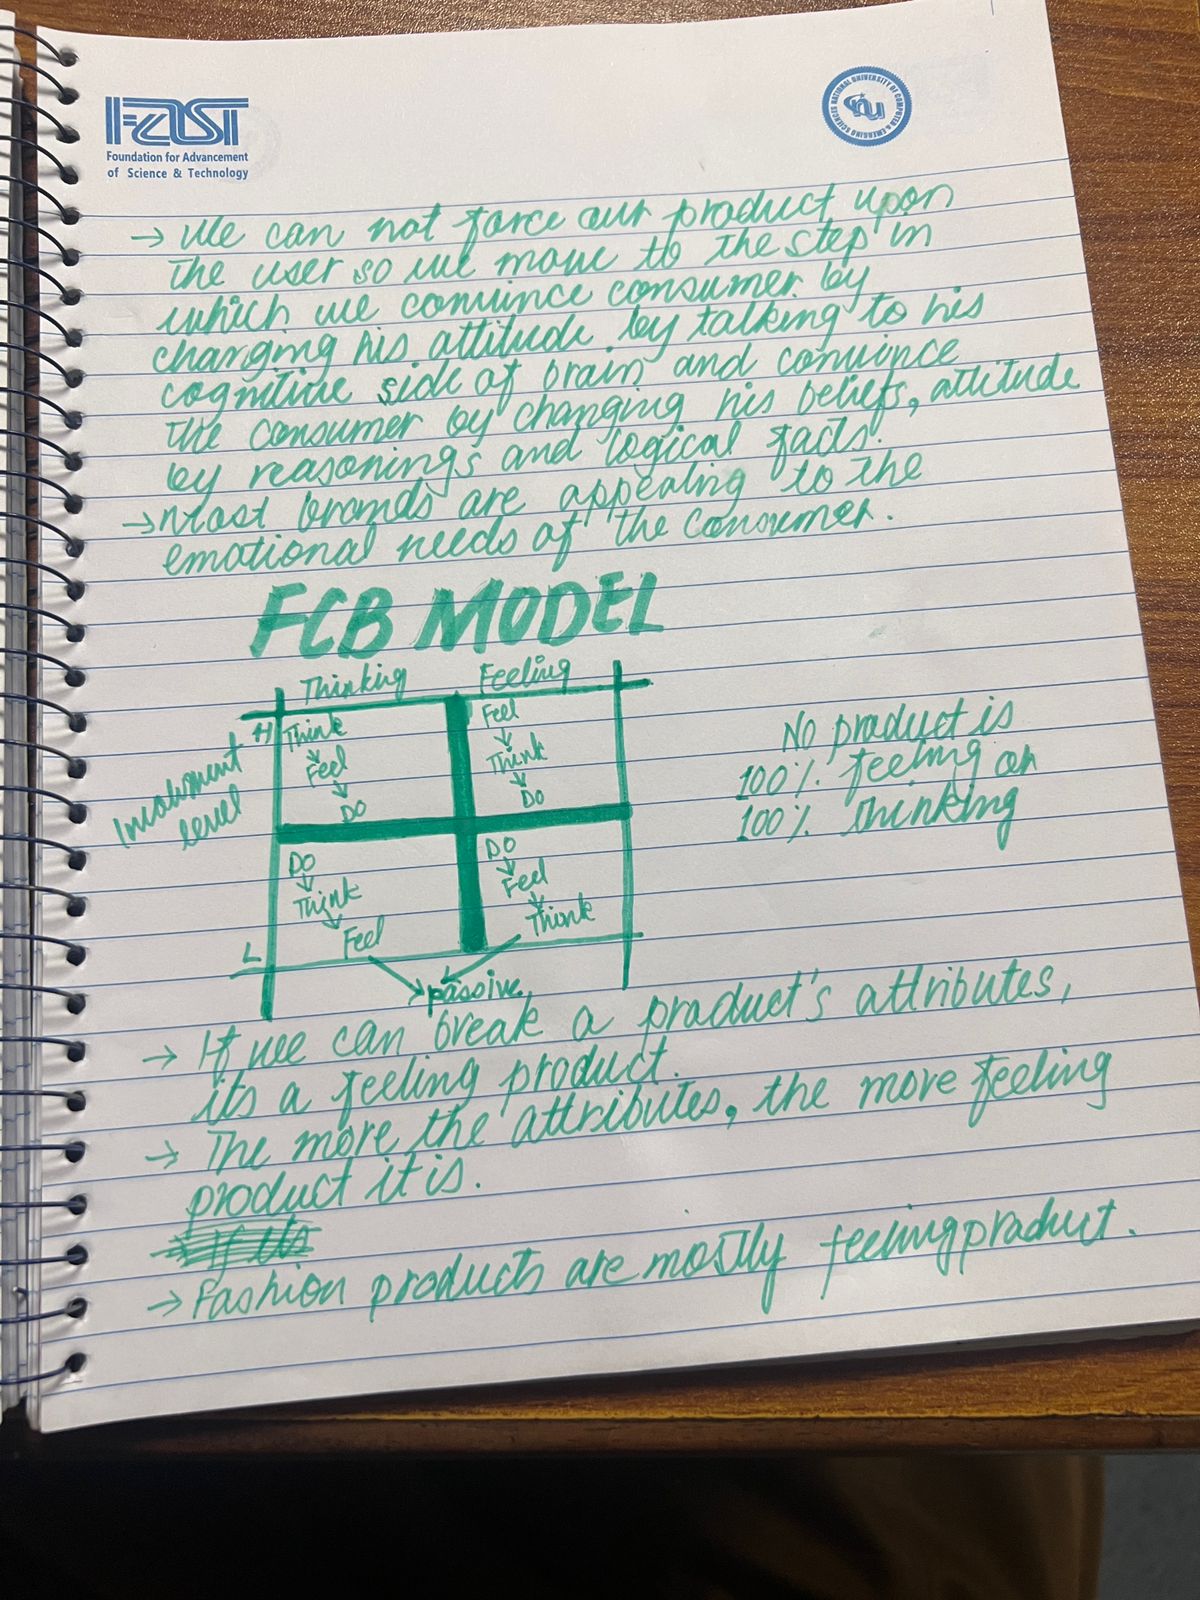 FAST
Foundation for Advancement
of Science & Technology
NATIONAL UNIVERSITY OF COMPUTER & EMERGING SCIENCES
nu
→ We can not force our product upon
the user so we move to the step in
which we convince consumer by
changing his attitude by talking to his
cognitive side of brain and convince
the consumer by changing his beliefs, attitude
by reasonings and logical facts.
→ Most brands are appealing to the
emotional needs of the consumer.
FCB MODEL
Thinking Feeling
H
Involvment
Level
Think
↓
Feel
↓
Do
Feel
↓
Think
↓
Do
Do
↓
Think
↓
Feel
Do
↓
Feel
↓
Think
L
passive
No product is
100% feeling or
100% thinking
→ If we can break a product's attributes,
its a feeling product.
→ The more the attributes, the more feeling
product it is.
→ If its
→ Fashion products are mostly feeling product.